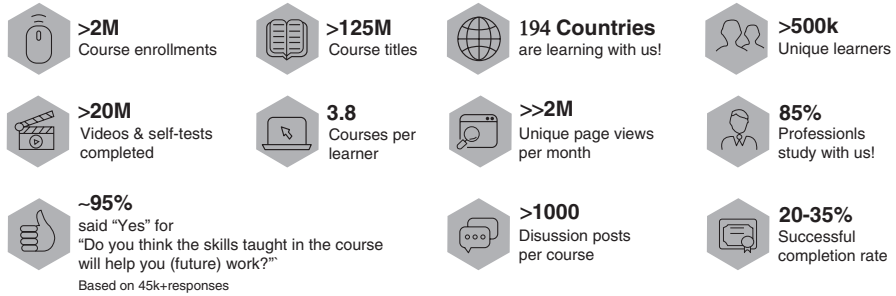 >2M
Course enrollments
>125M
Course titles
194 Countries
are learning with us!
>500k
Unique learners
>20M
Videos & self-tests
completed
3.8
Courses per
learner
>>2M
Unique page views
per month
85%
Professionls
study with us!
~95%
said “Yes” for
“Do you think the skills taught in the course
will help you (future) work?”`
Based on 45k+responses
>1000
Disussion posts
per course
20-35%
Successful
completion rate